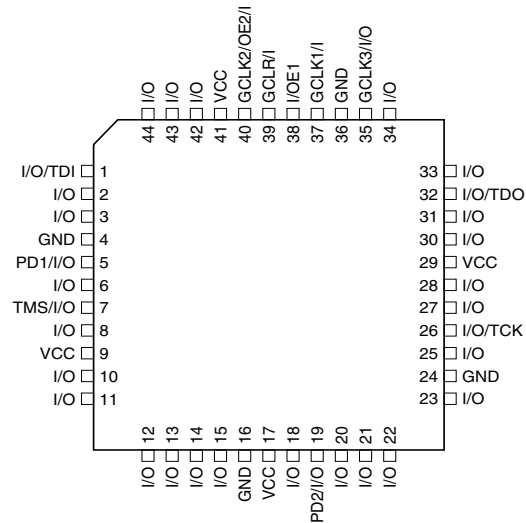 44 I/O
43 I/O
42 I/O
41 VCC
40 GCLK2/OE2/I
39 GCLR/I
38 I/OE1
37 GCLK1/I
36 GND
35 GCLK3/I/O
34 I/O
I/O/TDI 1
I/O 2
I/O 3
GND 4
PD1/I/O 5
I/O 6
TMS/I/O 7
I/O 8
VCC 9
I/O 10
I/O 11
33 I/O
32 I/O/TDO
31 I/O
30 I/O
29 VCC
28 I/O
27 I/O
26 I/O/TCK
25 I/O
24 GND
23 I/O
I/O 12
I/O 13
I/O 14
I/O 15
GND 16
VCC 17
I/O 18
PD2/I/O 19
I/O 20
I/O 21
I/O 22